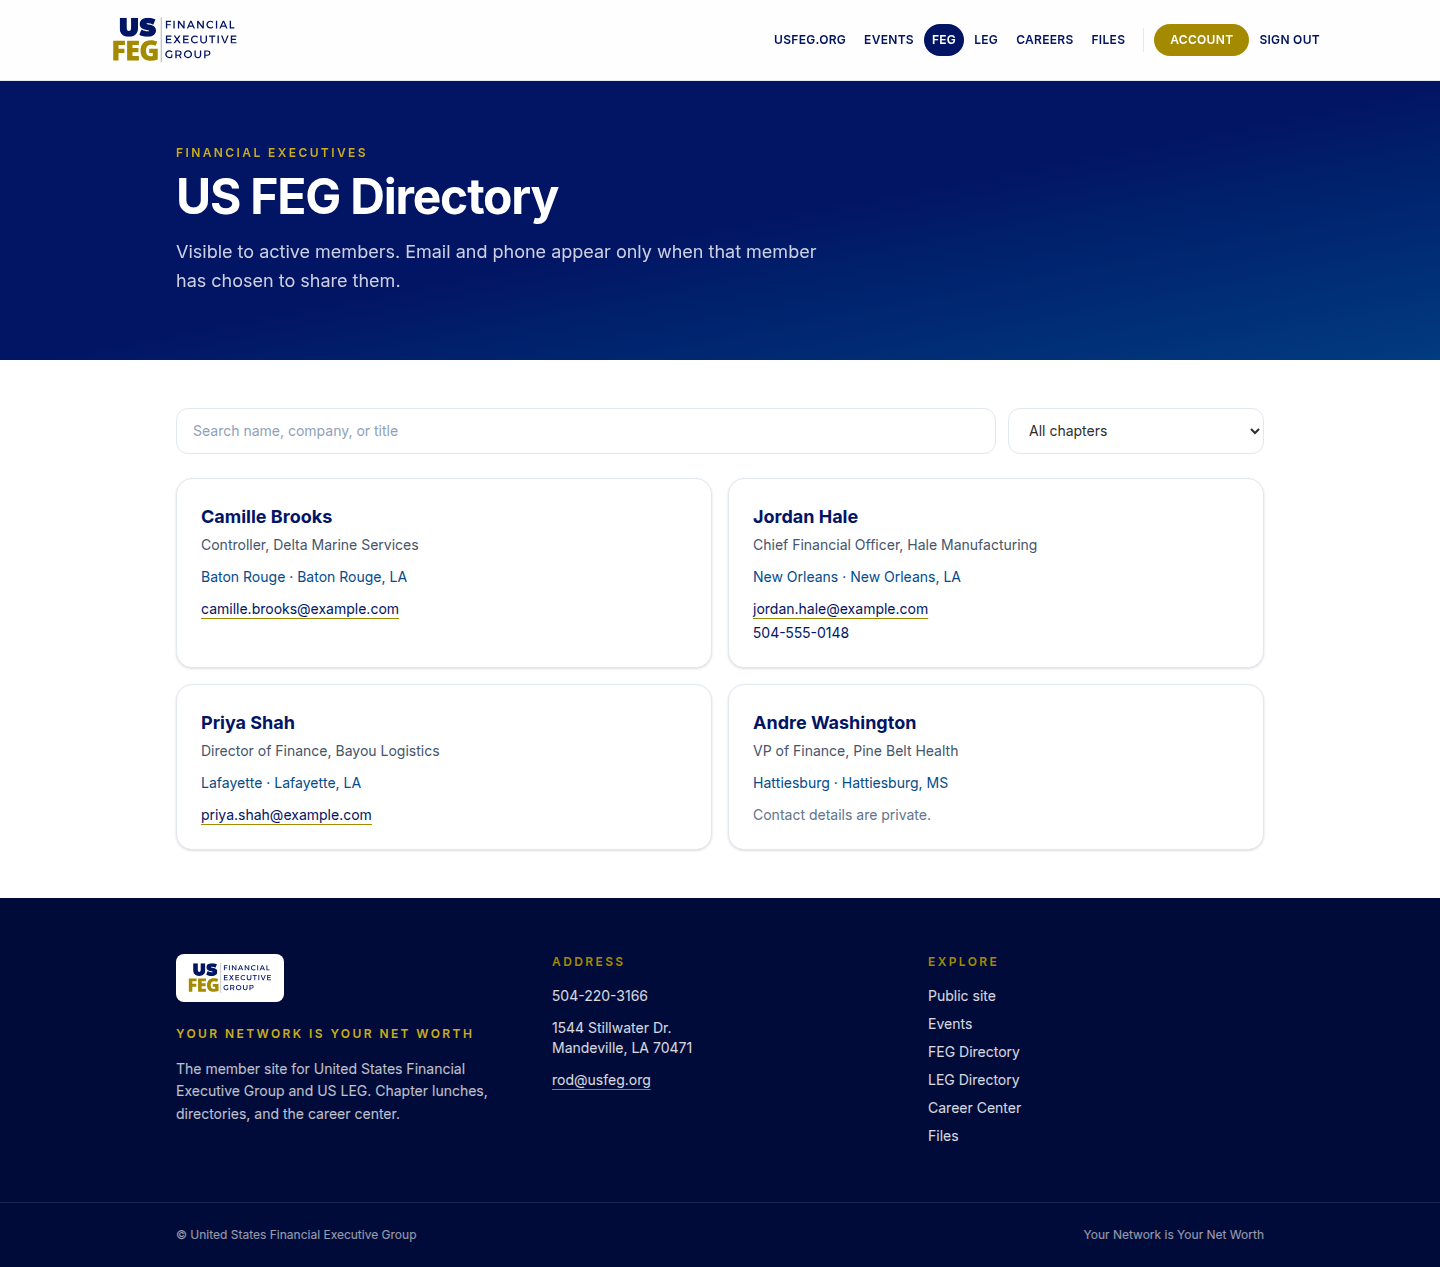 US FEG FINANCIAL EXECUTIVE GROUP
USFEG.ORG EVENTS FEG LEG CAREERS FILES ACCOUNT SIGN OUT
FINANCIAL EXECUTIVES
US FEG Directory
Visible to active members. Email and phone appear only when that member
has chosen to share them.
Search name, company, or title
All chapters
Camille Brooks
Controller, Delta Marine Services
Baton Rouge · Baton Rouge, LA
camille.brooks@example.com
Jordan Hale
Chief Financial Officer, Hale Manufacturing
New Orleans · New Orleans, LA
jordan.hale@example.com
504-555-0148
Priya Shah
Director of Finance, Bayou Logistics
Lafayette · Lafayette, LA
priya.shah@example.com
Andre Washington
VP of Finance, Pine Belt Health
Hattiesburg · Hattiesburg, MS
Contact details are private.
US FEG FINANCIAL EXECUTIVE GROUP
YOUR NETWORK IS YOUR NET WORTH
The member site for United States Financial
Executive Group and US LEG. Chapter lunches,
directories, and the career center.
ADDRESS
504-220-3166
1544 Stillwater Dr.
Mandeville, LA 70471
rod@usfeg.org
EXPLORE
Public site
Events
FEG Directory
LEG Directory
Career Center
Files
© United States Financial Executive Group
Your Network is Your Net Worth